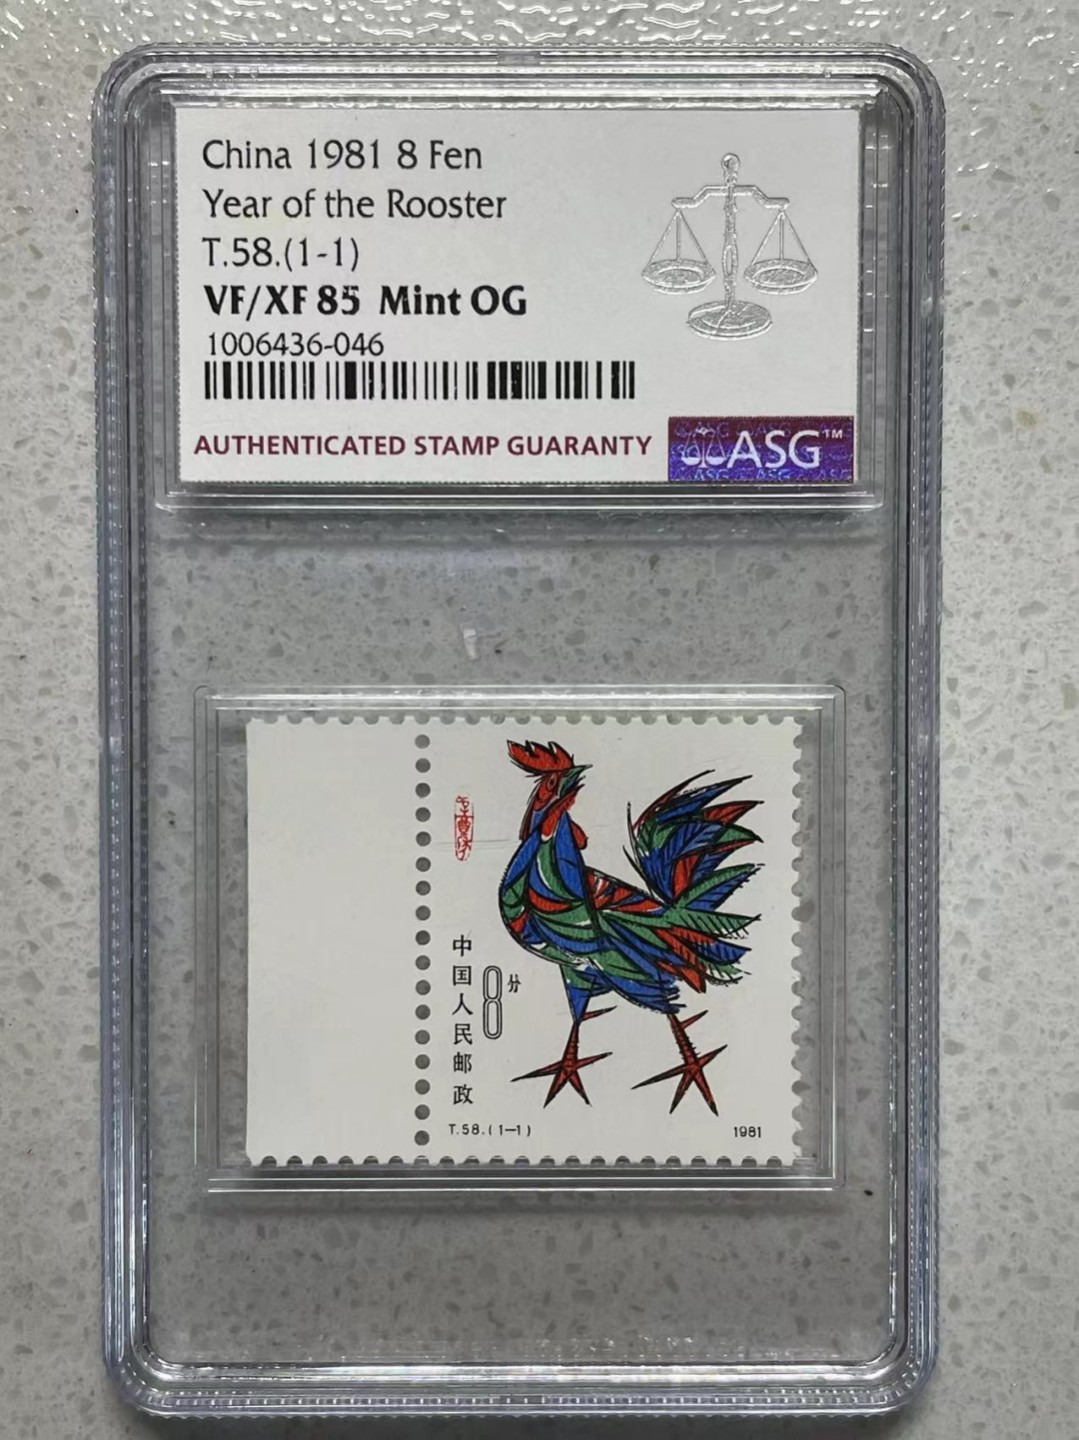 China 1981 8 Fen
Year of the Rooster
T.58.(1-1)
VF/XF 85 Mint OG
1006436-046
AUTHENTICATED STAMP GUARANTY
ASG™
中国人民邮政
8分
T.58.(1—1)
1981